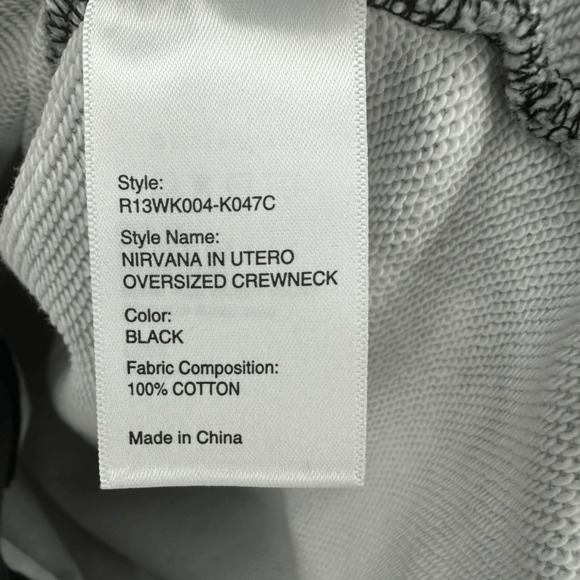 Style:
R13WK004-K047C
Style Name:
NIRVANA IN UTERO
OVERSIZED CREWNECK
Color:
BLACK
Fabric Composition:
100% COTTON
Made in China